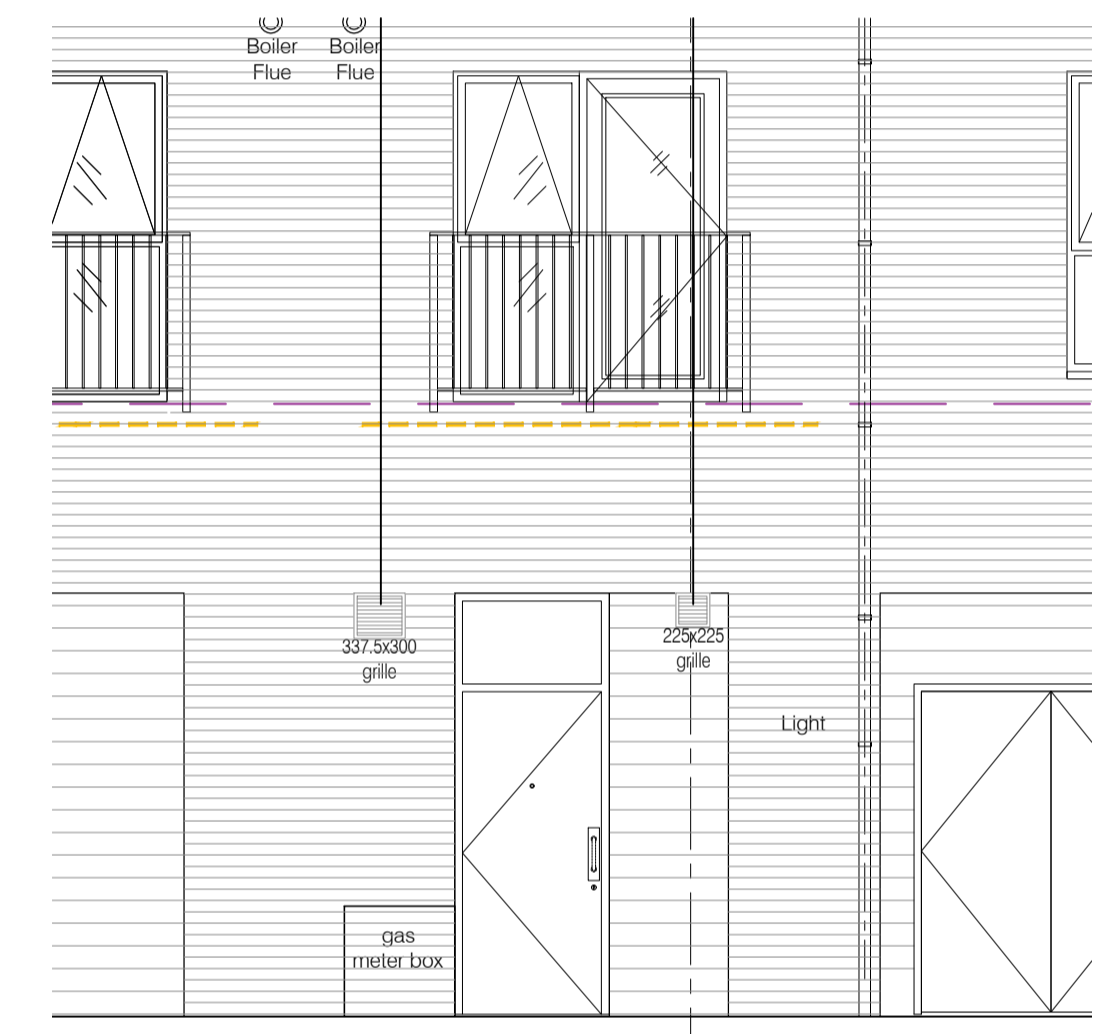 Boiler
Flue
Boiler
Flue
337.5x300
grille
225x225
grille
Light
gas
meter box